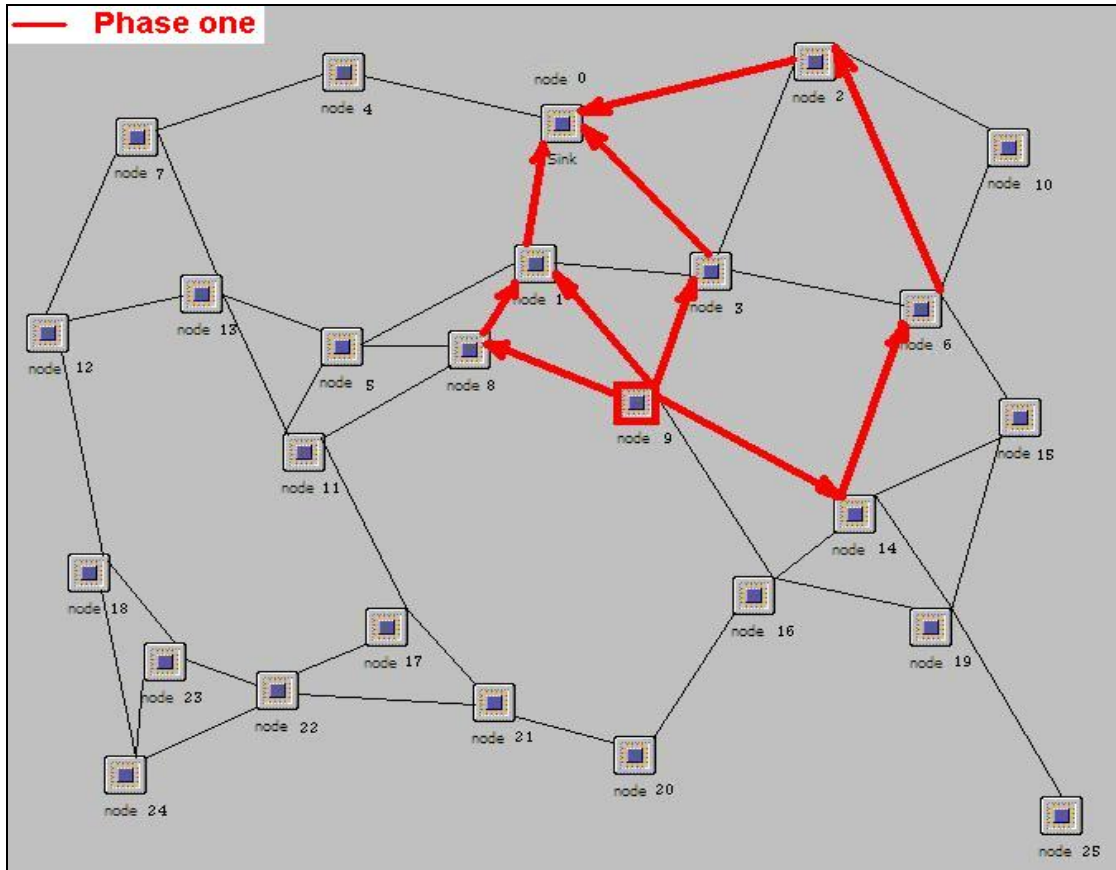 Phase one
node 0
Sink
node 2
node 4
node 10
node 7
node 1
node 3
node 13
node 6
node 5
node 8
node 12
node 9
node 15
node 11
node 14
node 18
node 16
node 19
node 17
node 23
node 22
node 21
node 20
node 24
node 25